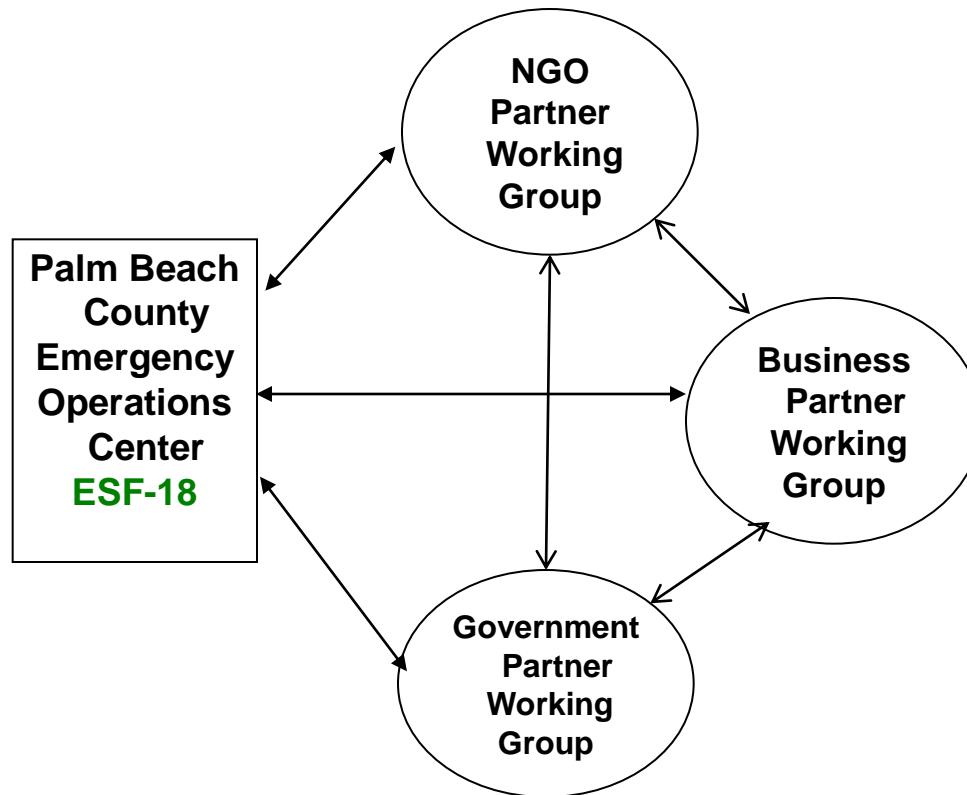 NGO
Partner
Working
Group
Palm Beach
County
Emergency
Operations
Center
ESF-18
Business
Partner
Working
Group
Government
Partner
Working
Group